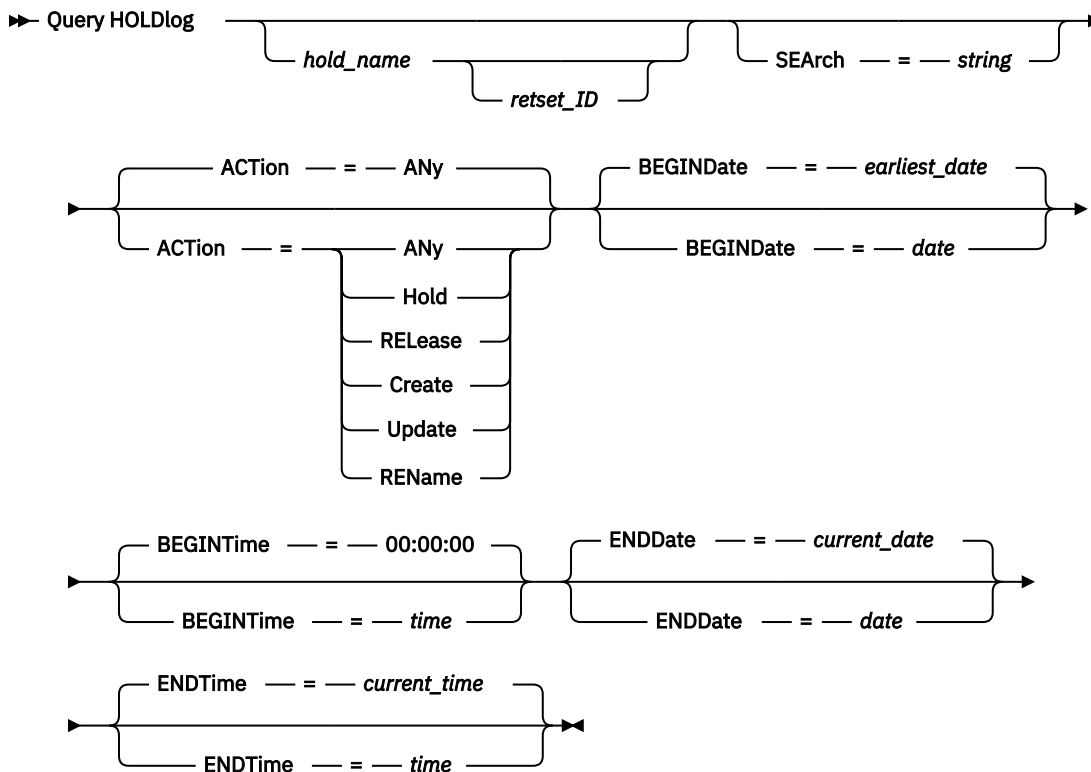 Query HOLDlog
hold_name
retset_ID
SEArch = string
ACTion = ANy
ACTion = ANy
Hold
RELease
Create
Update
REName
BEGINDate = earliest_date
BEGINDate = date
BEGINTime = 00:00:00
BEGINTime = time
ENDDate = current_date
ENDDate = date
ENDTime = current_time
ENDTime = time